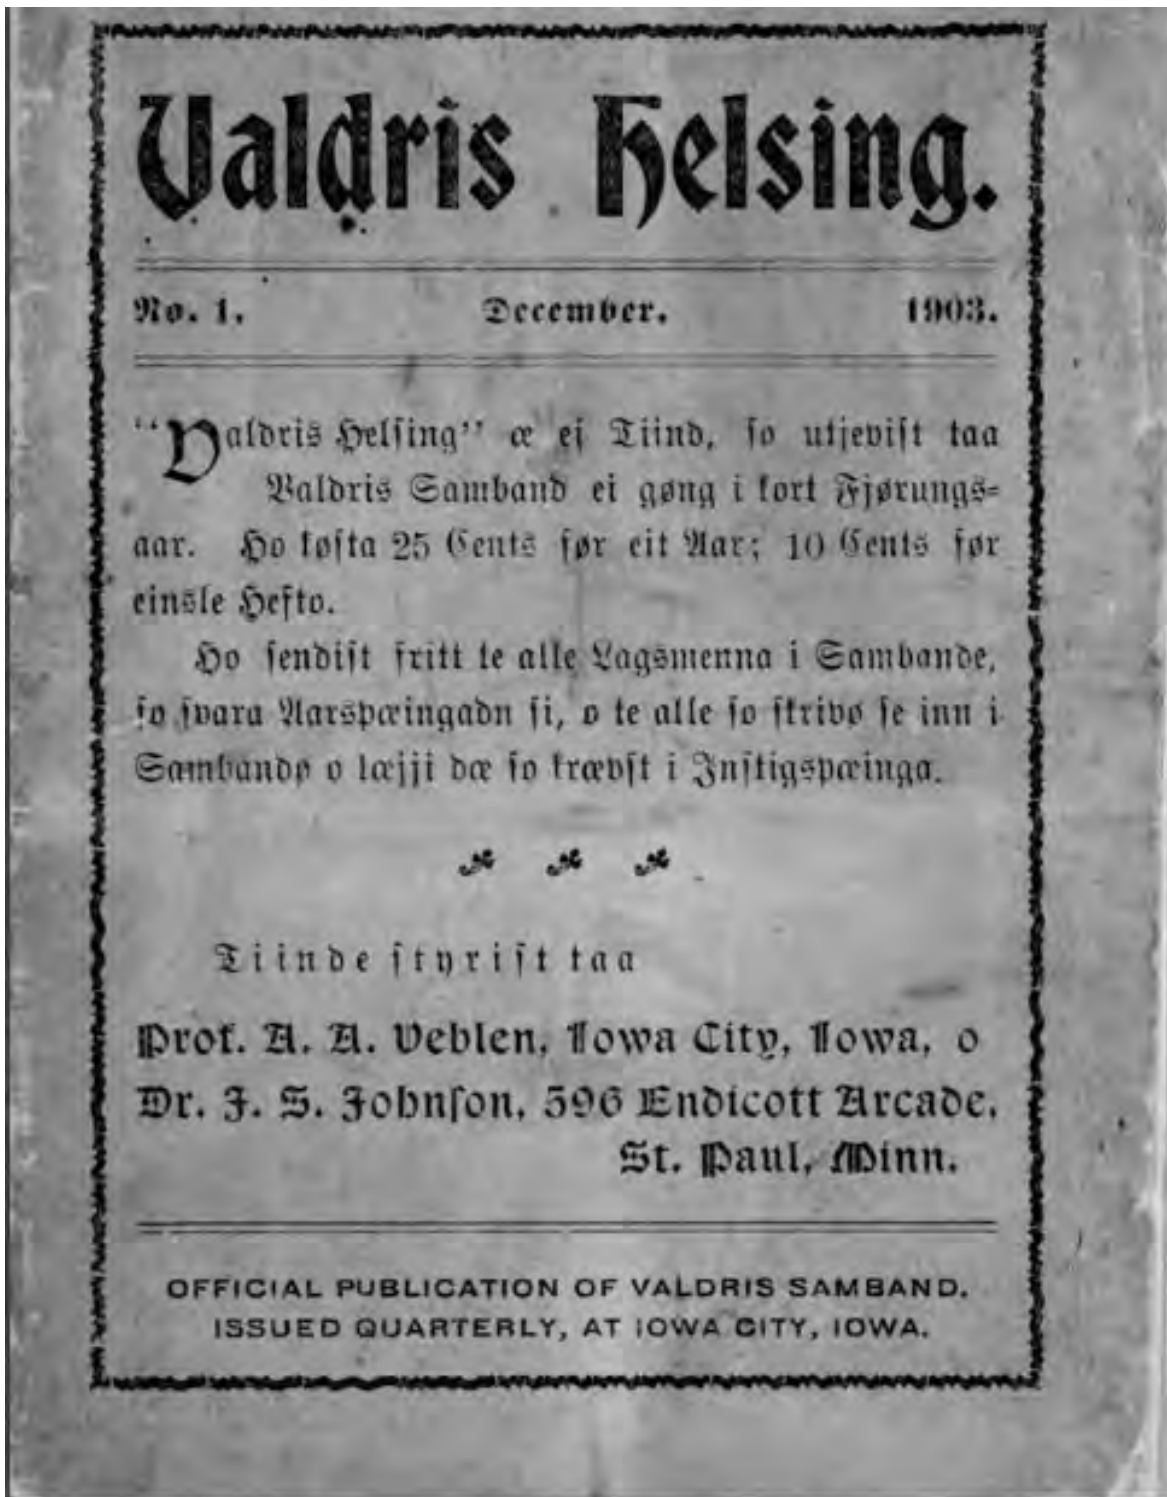 Valdris Helsing.
No. 1. December. 1903.
"Valdris Helsing" æ ei Tiind, so utjevist taa
Valdris Samband ei gøng i kort Fjørungs=
aar. Ho kosta 25 Cents før eit Aar; 10 Cents før
einsle Hefto.
Ho sendist fritt te alle Lagsmenna i Sambande,
so svara Aarspæingadn si, o te alle so skrivø se inn i
Sambandø o læjji dæ so krævst i Instigspæinga.
Tiinde styrist taa
Prof. A. A. Veblen, Iowa City, Iowa, o
Dr. J. S. Johnson, 596 Endicott Arcade,
St. Paul, Minn.
OFFICIAL PUBLICATION OF VALDRIS SAMBAND.
ISSUED QUARTERLY, AT IOWA CITY, IOWA.